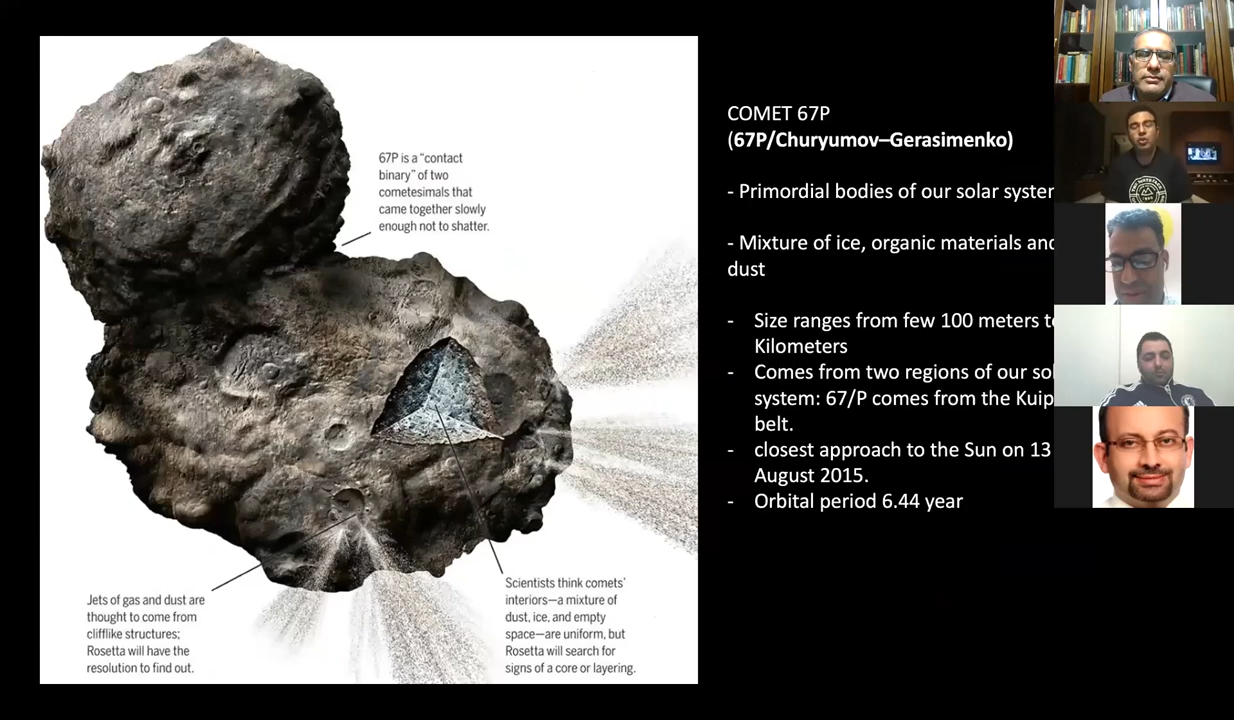 67P is a “contact
binary” of two
cometesimals that
came together slowly
enough not to shatter.
Jets of gas and dust are
thought to come from
clifflike structures;
Rosetta will have the
resolution to find out.
Scientists think comets’
interiors—a mixture of
dust, ice, and empty
space—are uniform, but
Rosetta will search for
signs of a core or layering.
COMET 67P
(67P/Churyumov–Gerasimenko)
- Primordial bodies of our solar
- Mixture of ice, organic materials and
dust
- Size ranges from few 100 meters
Kilometers
- Comes from two regions of our
system: 67/P comes from the
belt.
- closest approach to the Sun on 13
August 2015.
- Orbital period 6.44 year